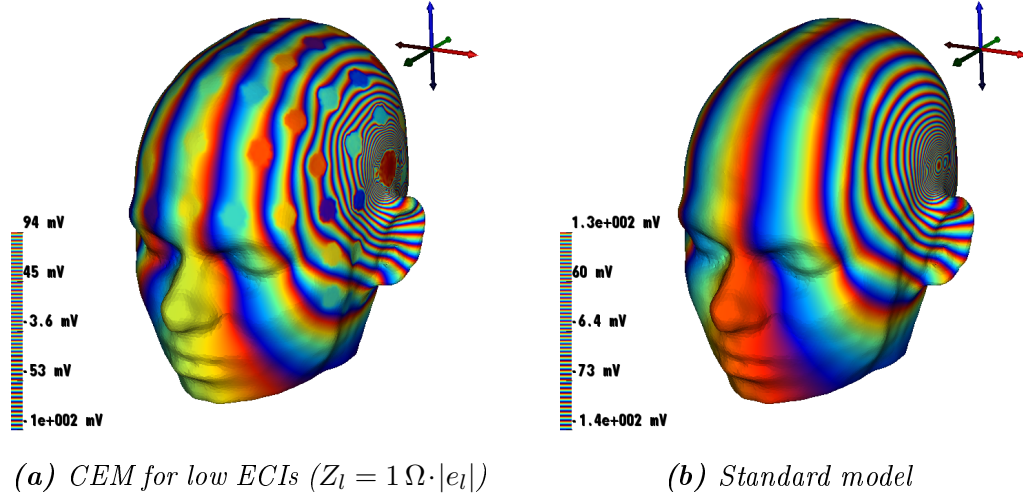 94 mV
45 mV
-3.6 mV
-53 mV
-1e+002 mV
1.3e+002 mV
60 mV
-6.4 mV
-73 mV
-1.4e+002 mV
(a) CEM for low ECIs (Z_l = 1 Ω·|e_l|)
(b) Standard model